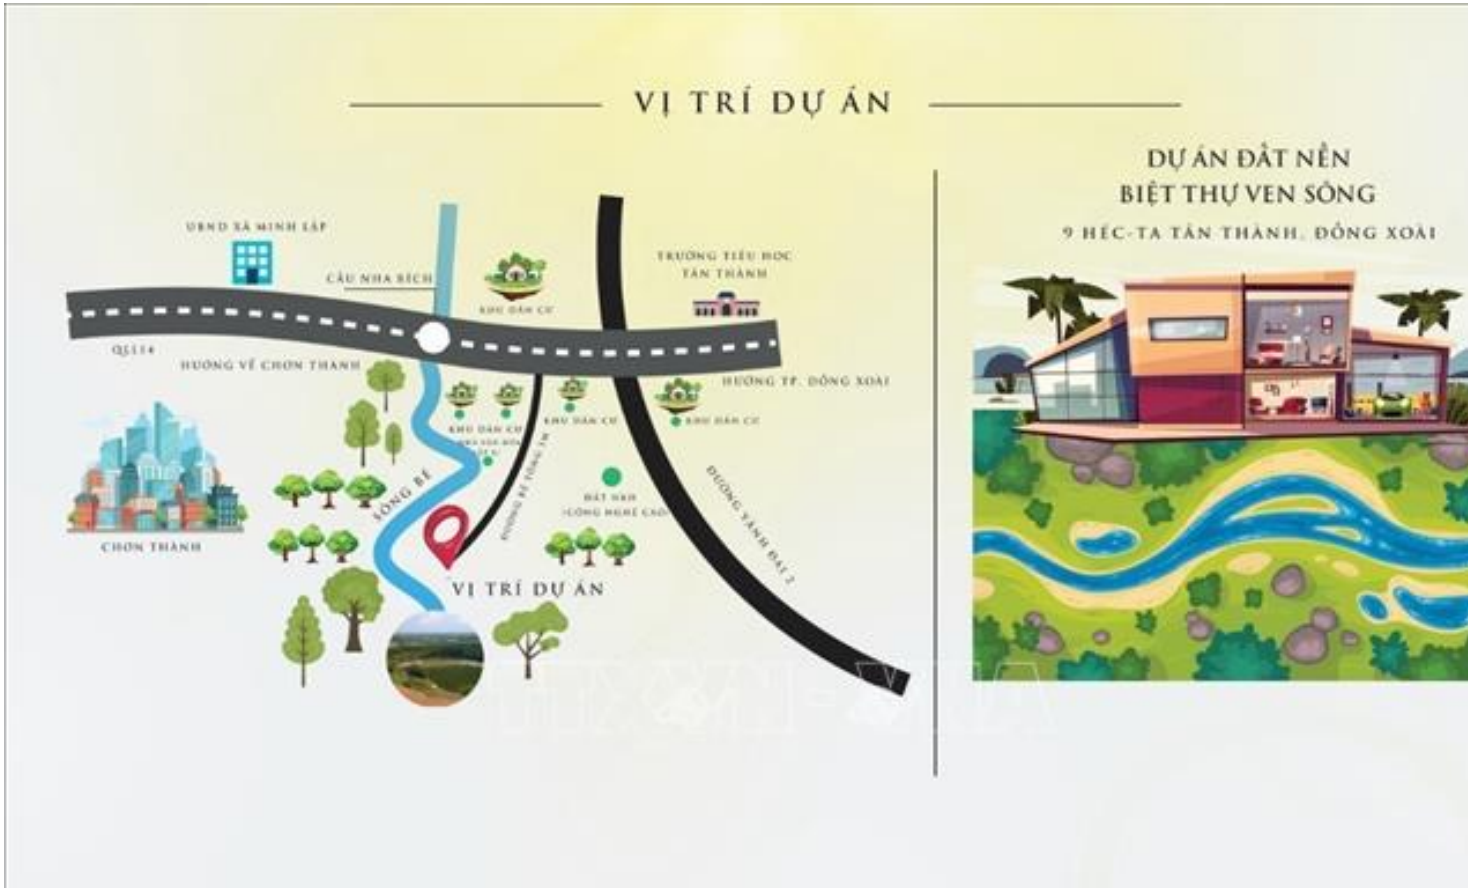 VỊ TRÍ DỰ ÁN
DỰ ÁN ĐẤT NỀN
BIỆT THỰ VEN SÔNG
9 HÉC-TA TÂN THÀNH, ĐỒNG XOÀI
UBND XÃ MINH LẬP
CẦU NHA BÍCH
KHU DÂN CƯ
TRƯỜNG TIỂU HỌC
TÂN THÀNH
QL14
HƯỚNG VỀ CHƠN THÀNH
HƯỚNG TP. ĐỒNG XOÀI
KHU DÂN CƯ
KHU DÂN CƯ
KHU DÂN CƯ
SÔNG BÉ
ĐƯỜNG BÊ TÔNG
ĐƯỜNG VÀNH ĐAI 2
CÔNG NGHỆ CAO
CHƠN THÀNH
VỊ TRÍ DỰ ÁN